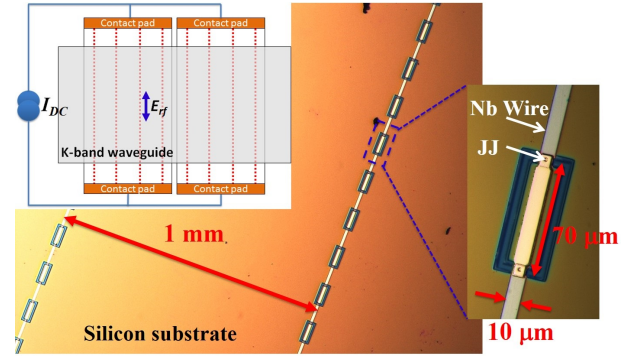 Contact pad
Contact pad
I_DC
E_rf
K-band waveguide
Contact pad
Contact pad
Nb Wire
JJ
70 μm
1 mm
10 μm
Silicon substrate